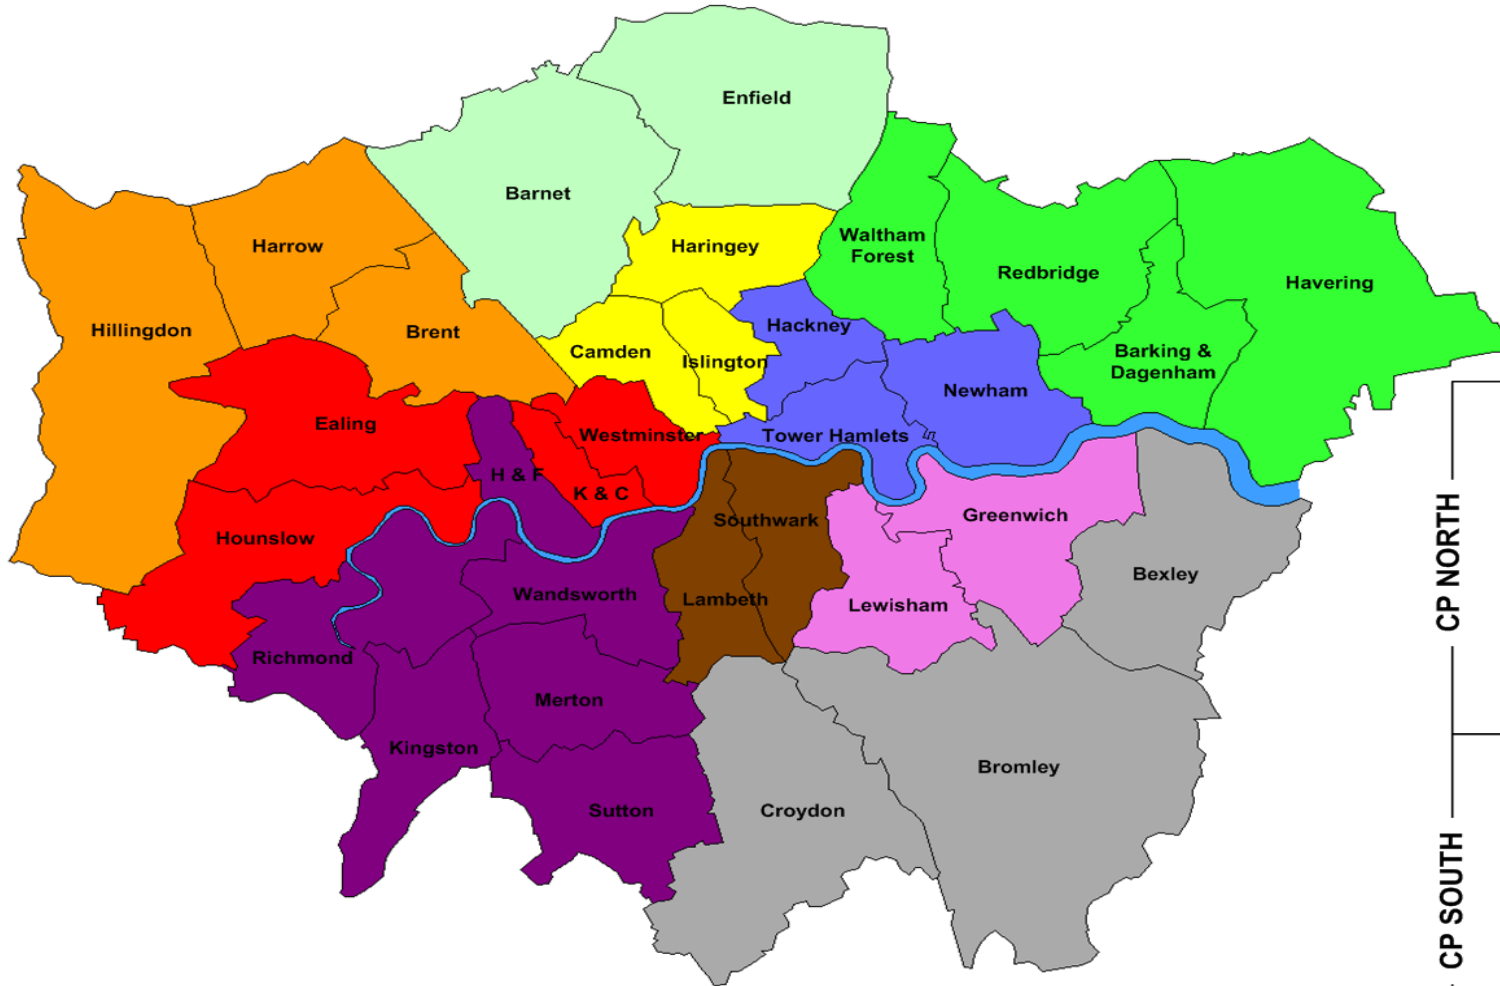 Enfield
Barnet
Harrow
Haringey
Waltham
Forest
Redbridge
Havering
Hillingdon
Brent
Hackney
Camden
Islington
Barking &
Dagenham
Newham
Ealing
Westminster
Tower Hamlets
H & F
K & C
Hounslow
Southwark
Greenwich
Bexley
Wandsworth
Lambeth
Lewisham
Richmond
Merton
Kingston
Bromley
Sutton
Croydon
CP NORTH
CP SOUTH